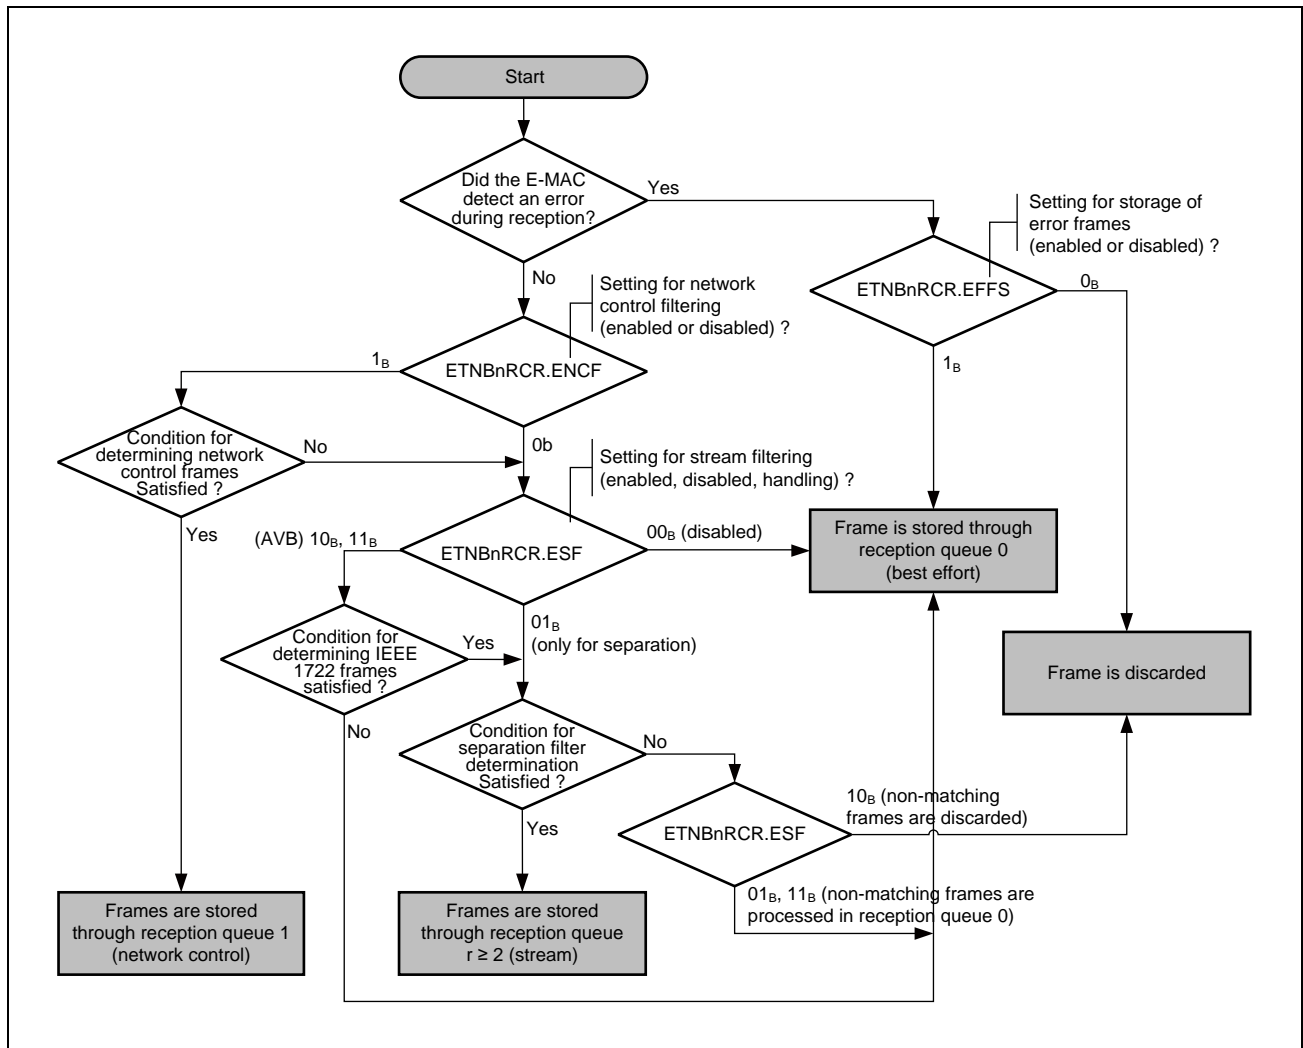 Start
Did the E-MAC
detect an error
during reception?
Yes
No
Setting for storage of
error frames
(enabled or disabled) ?
ETNBnRCR.EFFS
0B
1B
Setting for network
control filtering
(enabled or disabled) ?
ETNBnRCR.ENCF
1B
0b
Condition for
determining network
control frames
Satisfied ?
No
Yes
Setting for stream filtering
(enabled, disabled, handling) ?
ETNBnRCR.ESF
(AVB) 10B, 11B
00B (disabled)
01B
(only for separation)
Frame is stored through
reception queue 0
(best effort)
Condition for
determining IEEE
1722 frames
satisfied ?
Yes
No
Frame is discarded
Condition for
separation filter
determination
Satisfied ?
No
Yes
ETNBnRCR.ESF
10B (non-matching
frames are discarded)
01B, 11B (non-matching frames are
processed in reception queue 0)
Frames are stored
through reception queue 1
(network control)
Frames are stored
through reception queue
r ≥ 2 (stream)